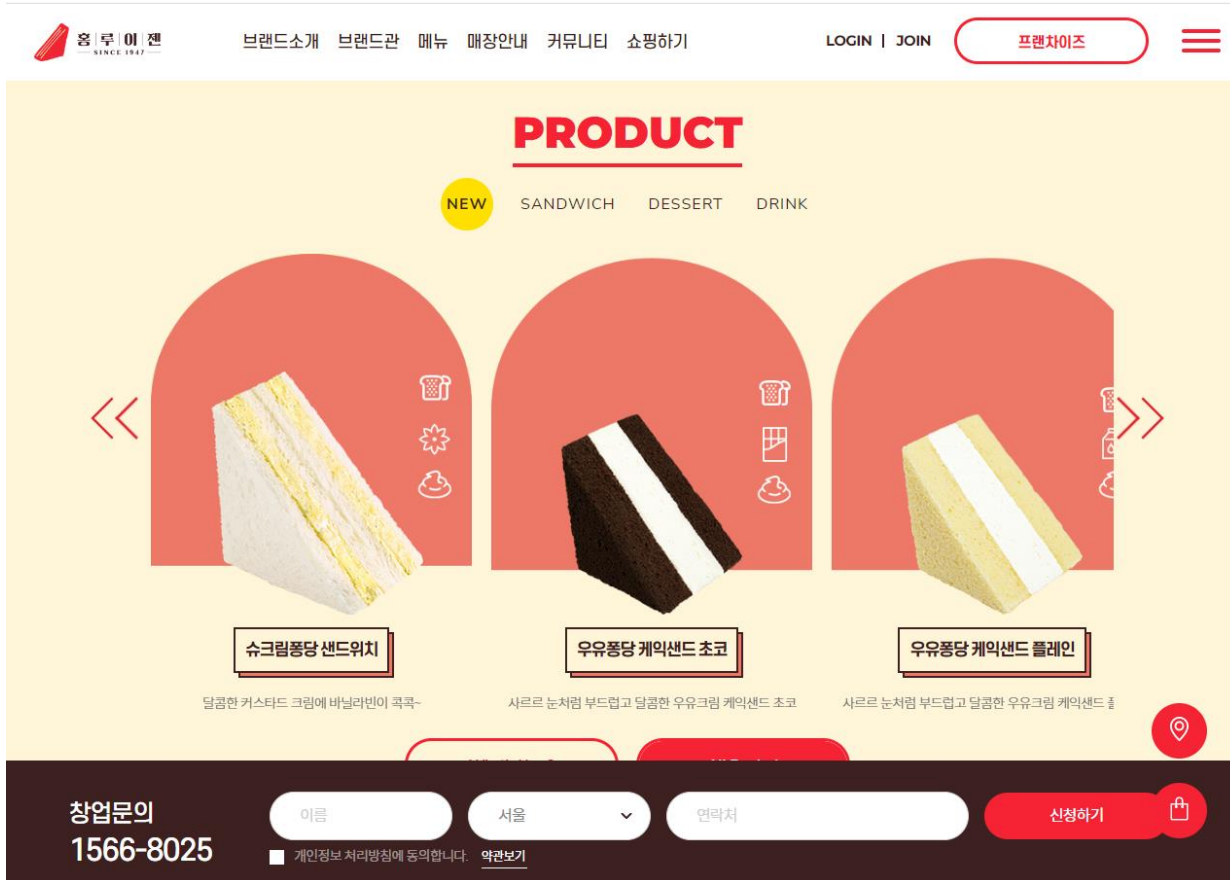 홍루이젠
SINCE 1947
브랜드소개 브랜드관 메뉴 매장안내 커뮤니티 쇼핑하기
LOGIN | JOIN
프랜차이즈
PRODUCT
NEW SANDWICH DESSERT DRINK
슈크림퐁당 샌드위치
우유퐁당 케익샌드 초코
우유퐁당 케익샌드 플레인
달콤한 커스타드 크림에 바닐라빈이 콕콕~
사르르 눈처럼 부드럽고 달콤한 우유크림 케익샌드 초코
사르르 눈처럼 부드럽고 달콤한 우유크림 케익샌드
창업문의
1566-8025
이름
서울
연락처
신청하기
개인정보 처리방침에 동의합니다. 약관보기